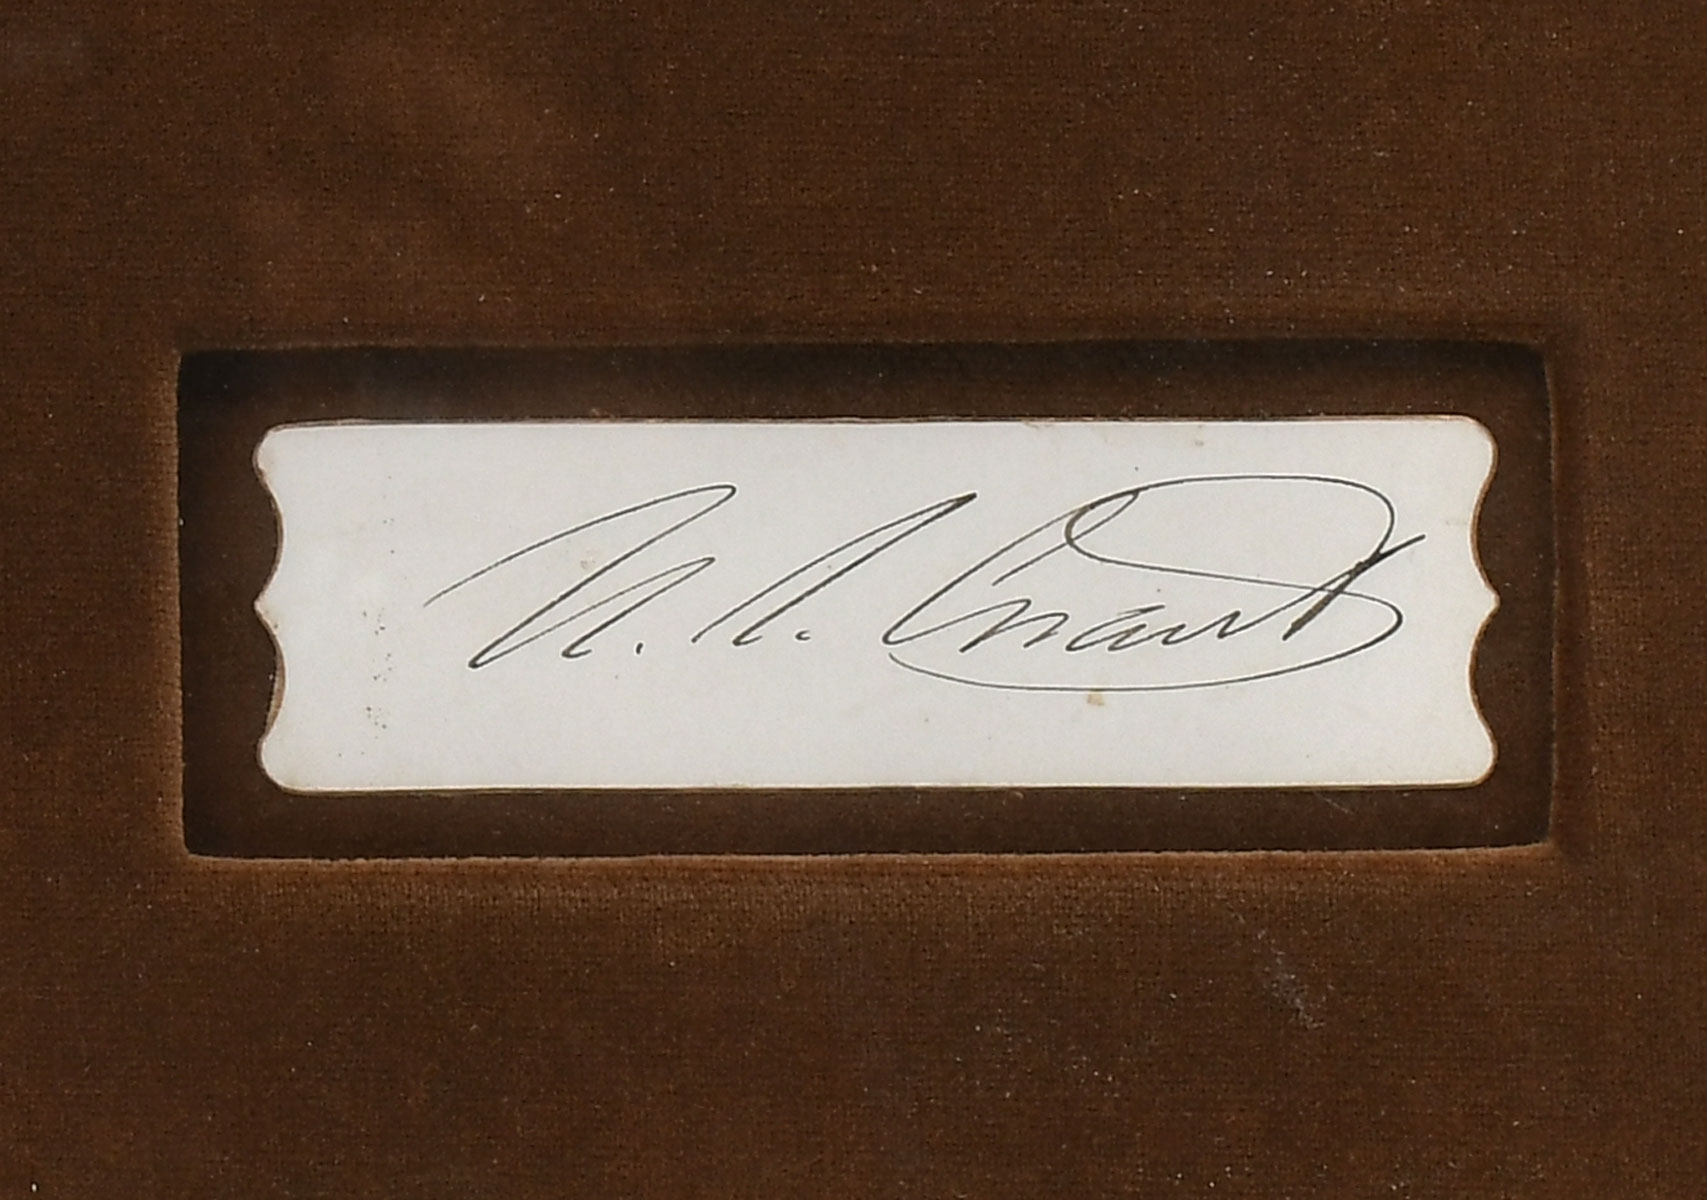 U. S. Grant